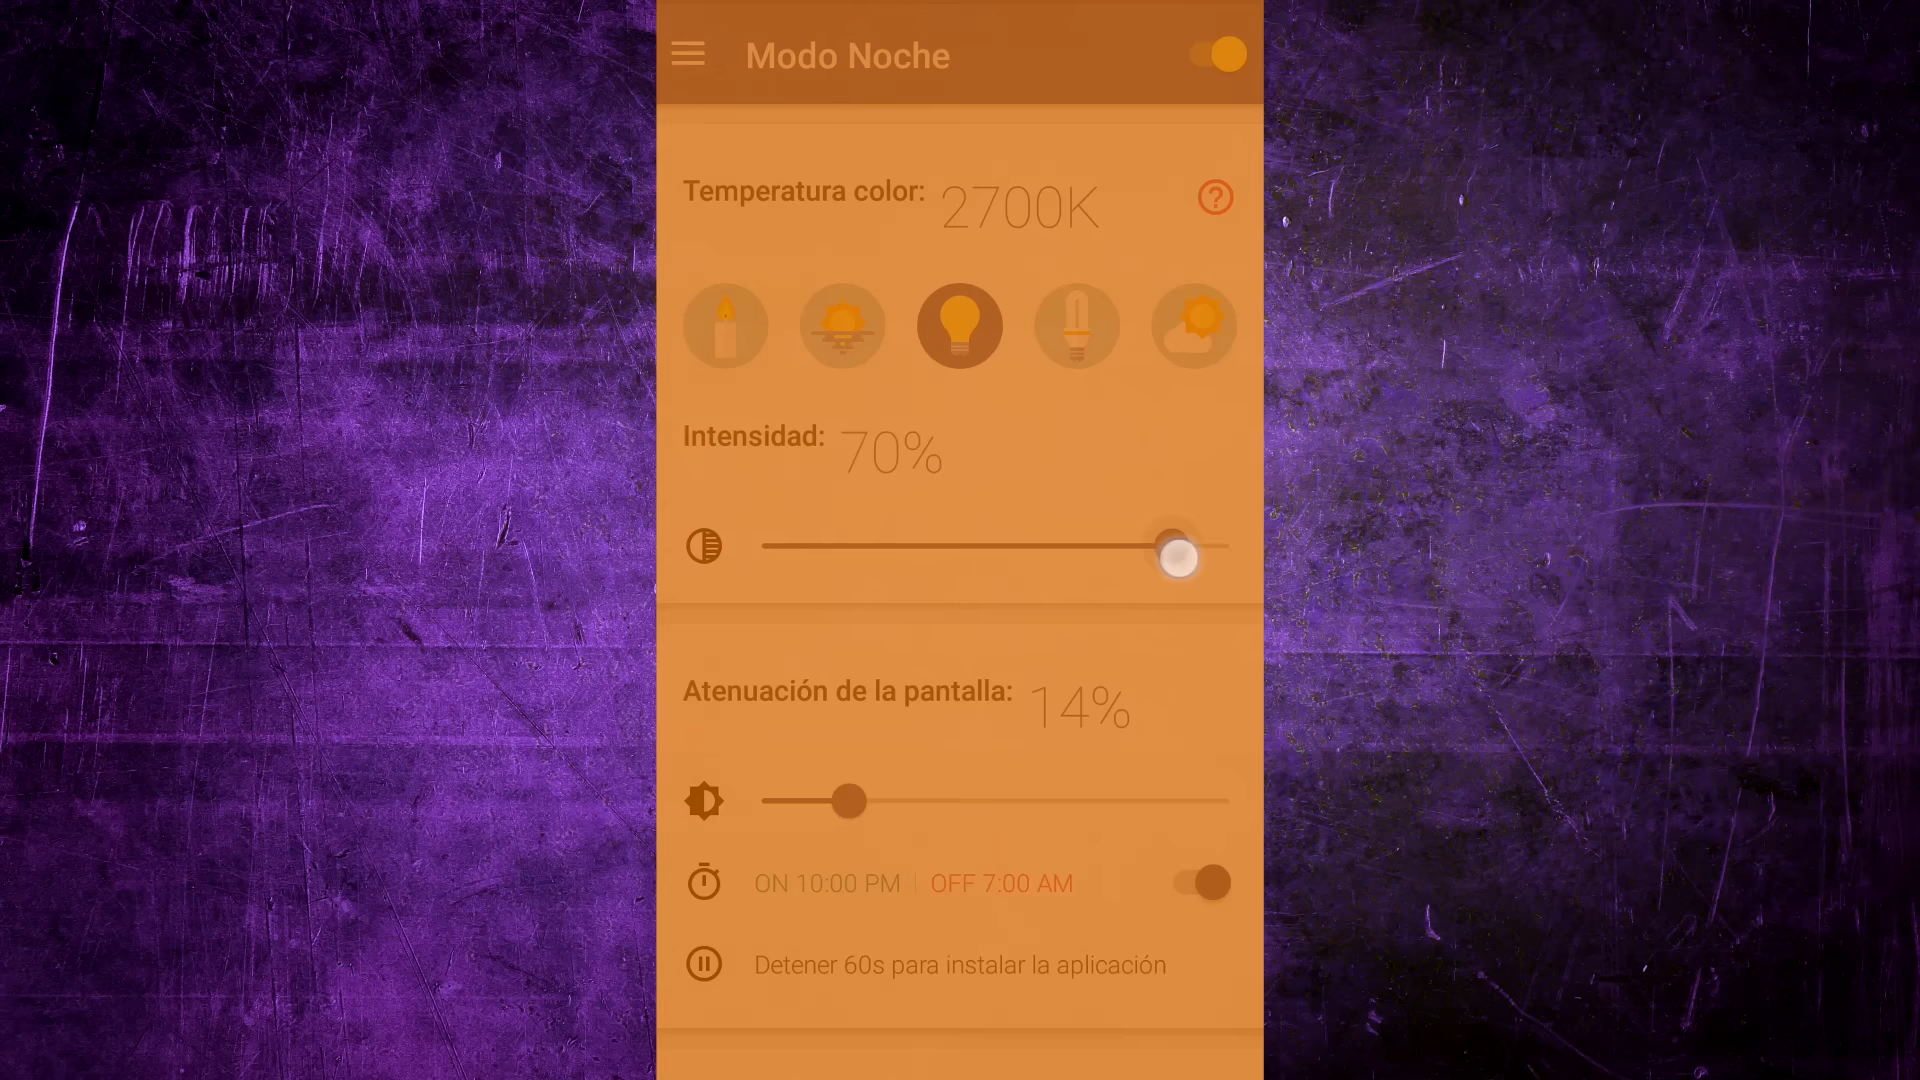 Modo Noche
Temperatura color: 2700K
Intensidad: 70%
Atenuación de la pantalla: 14%
ON 10:00 PM | OFF 7:00 AM
Detener 60s para instalar la aplicación